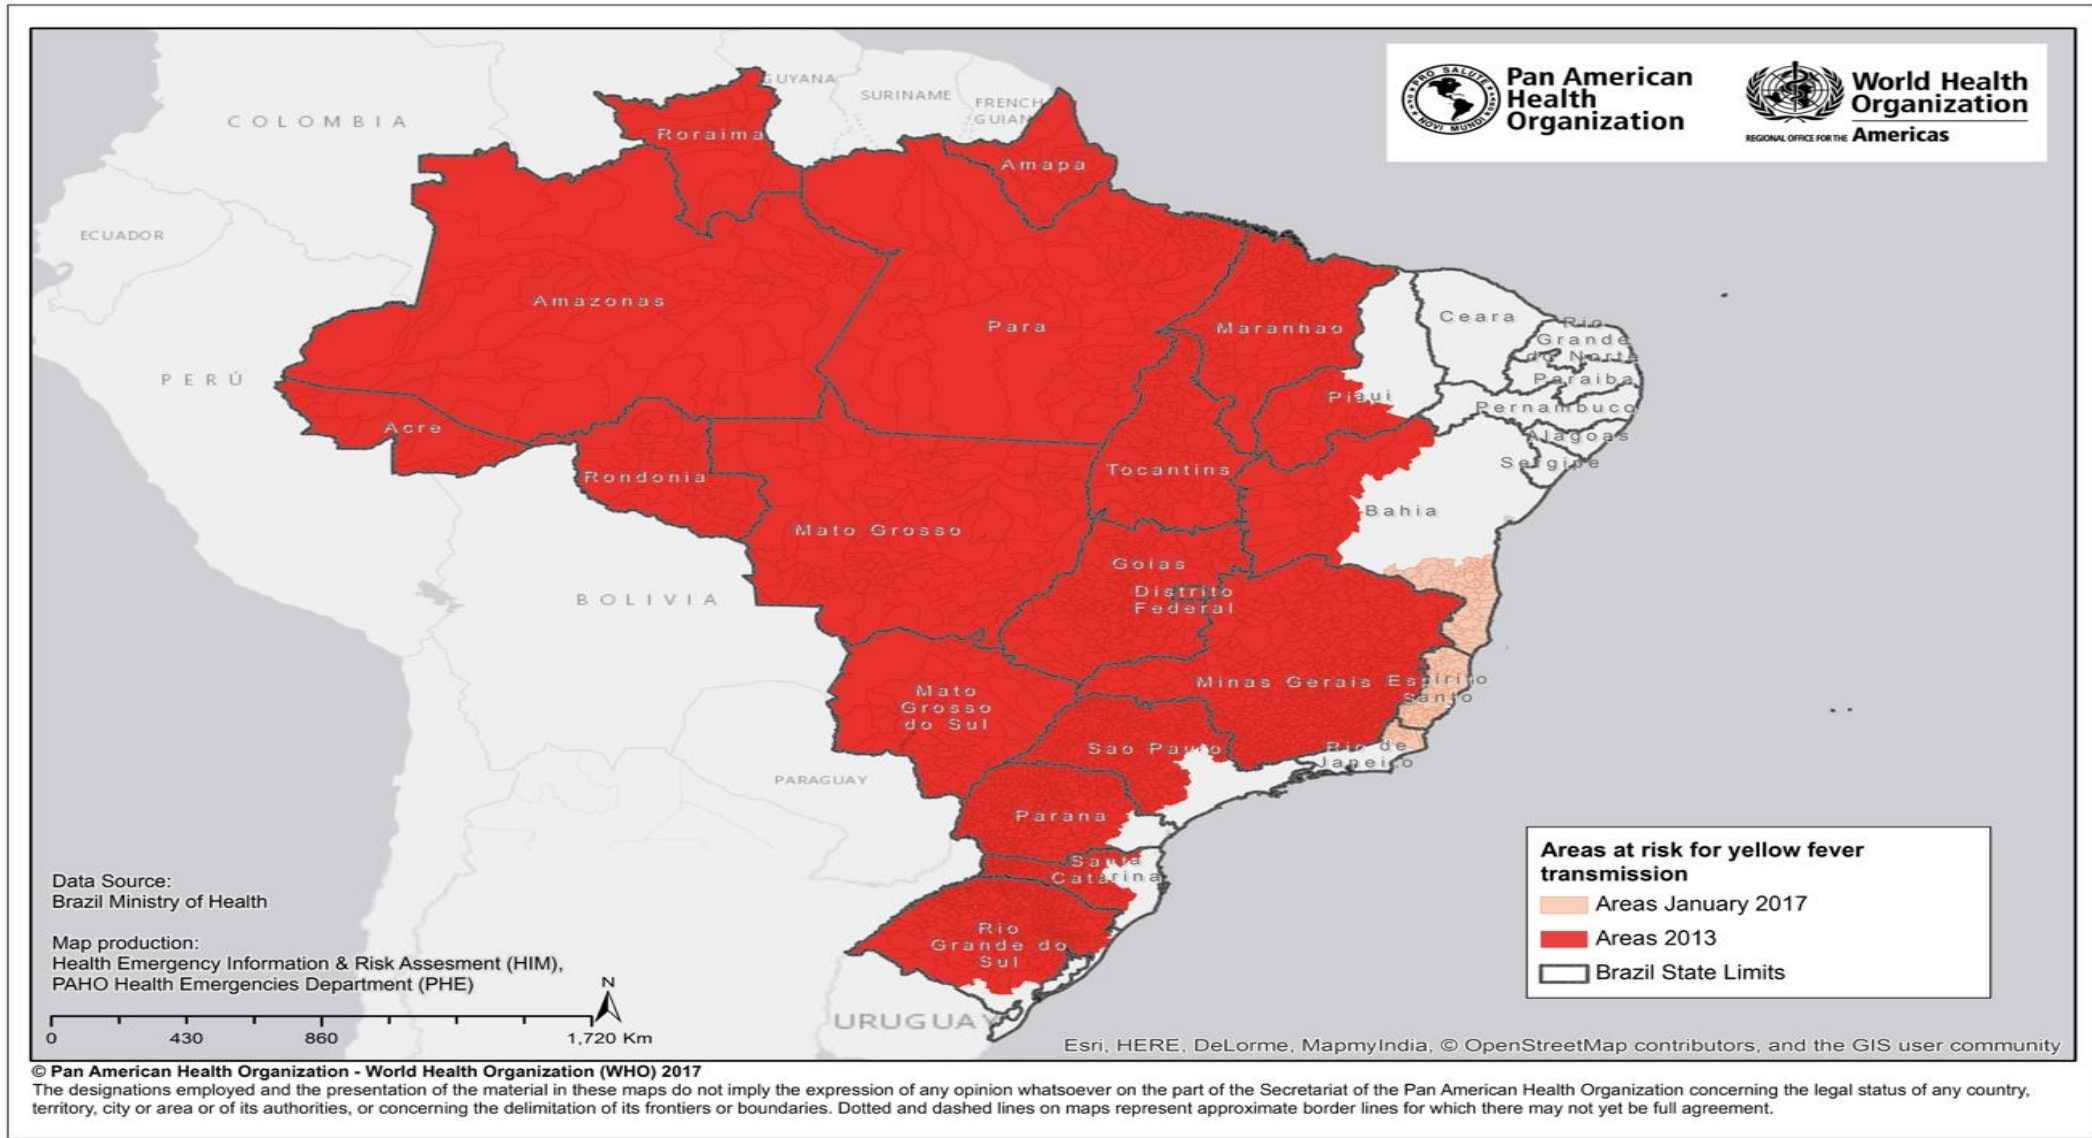 Pan American
Health
Organization
PRO SALUTE
NOVI MUNDI
World Health
Organization
REGIONAL OFFICE FOR THE Americas
GUYANA
SURINAME
FRENCH
GUIAN
COLOMBIA
ECUADOR
PERÚ
BOLIVIA
PARAGUAY
URUGUAY
Roraima
Amapa
Amazonas
Para
Maranhao
Ceara
Rio
Grande
do Norte
Paraiba
Piaui
Pernambuco
Alagoas
Sergipe
Acre
Rondonia
Tocantins
Mato Grosso
Bahia
Goias
Distrito
Federal
Mato
Grosso
do Sul
Minas Gerais
Espirito
Santo
Sao Paulo
Rio de
Janeiro
Parana
Santa
Catarina
Rio
Grande do
Sul
Areas at risk for yellow fever
transmission
Areas January 2017
Areas 2013
Brazil State Limits
Data Source:
Brazil Ministry of Health
Map production:
Health Emergency Information & Risk Assesment (HIM),
PAHO Health Emergencies Department (PHE)
N
0 430 860 1,720 Km
Esri, HERE, DeLorme, MapmyIndia, © OpenStreetMap contributors, and the GIS user community
© Pan American Health Organization - World Health Organization (WHO) 2017
The designations employed and the presentation of the material in these maps do not imply the expression of any opinion whatsoever on the part of the Secretariat of the Pan American Health Organization concerning the legal status of any country,
territory, city or area or of its authorities, or concerning the delimitation of its frontiers or boundaries. Dotted and dashed lines on maps represent approximate border lines for which there may not yet be full agreement.